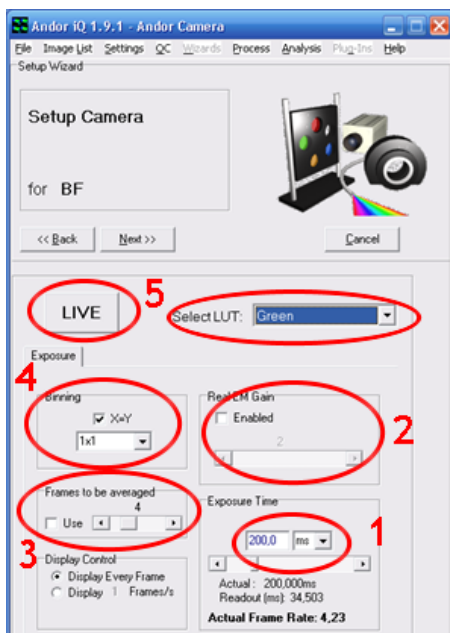 Andor iQ 1.9.1 - Andor Camera
File Image List Settings QC Wizards Process Analysis Plug-Ins Help
Setup Wizard
Setup Camera
for BF
<< Back Next >> Cancel
LIVE 5 Select LUT: Green
Exposure
4
Binning
X=Y
1x1
Real EM Gain
Enabled
2
2
Frames to be averaged
4
Use
3
Exposure Time
1
200,0 ms
Actual : 200,000ms
Readout (ms): 34,503
Actual Frame Rate: 4,23
Display Control
Display Every Frame
Display 1 Frames/s